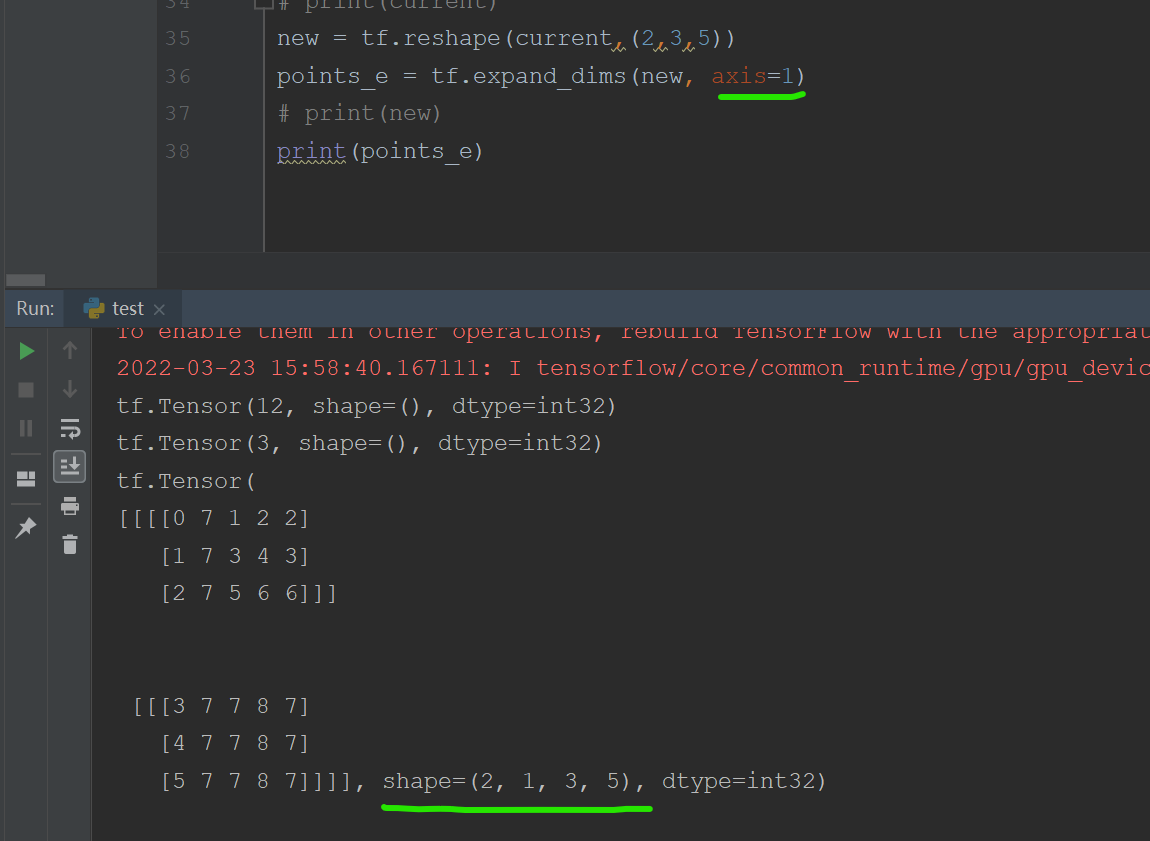 34 # print(current)
35 new = tf.reshape(current,(2,3,5))
36 points_e = tf.expand_dims(new, axis=1)
37 # print(new)
38 print(points_e)
Run: test
To enable them in other operations, rebuild TensorFlow with the appropriat
2022-03-23 15:58:40.167111: I tensorflow/core/common_runtime/gpu/gpu_devic
tf.Tensor(12, shape=(), dtype=int32)
tf.Tensor(3, shape=(), dtype=int32)
tf.Tensor(
[[[[0 7 1 2 2]
[1 7 3 4 3]
[2 7 5 6 6]]]
[[[3 7 7 8 7]
[4 7 7 8 7]
[5 7 7 8 7]]]], shape=(2, 1, 3, 5), dtype=int32)